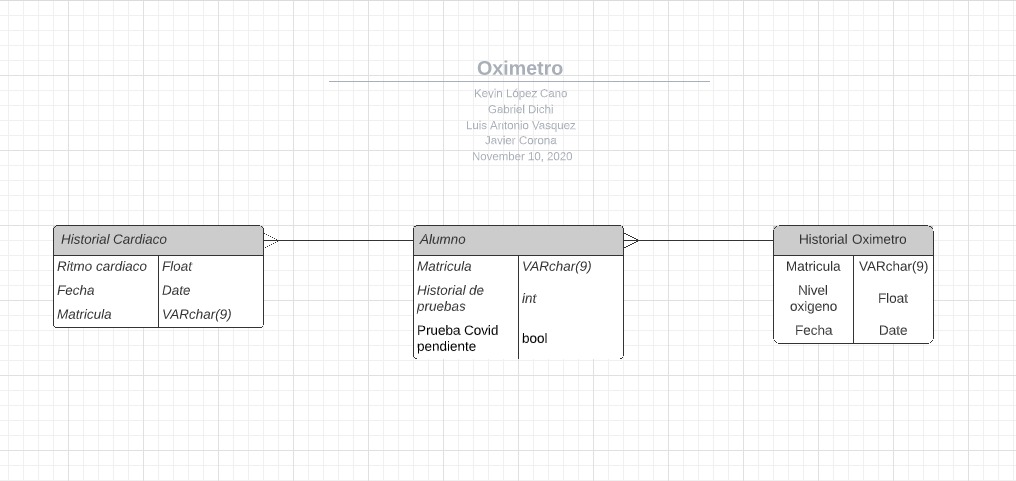 Oximetro
Kevin López Cano
Gabriel Dichi
Luis Antonio Vasquez
Javier Corona
November 10, 2020
Historial Cardiaco
Ritmo cardiaco Float
Fecha Date
Matricula VARchar(9)
Alumno
Matricula VARchar(9)
Historial de
pruebas int
Prueba Covid
pendiente bool
Historial Oximetro
Matricula VARchar(9)
Nivel
oxigeno Float
Fecha Date